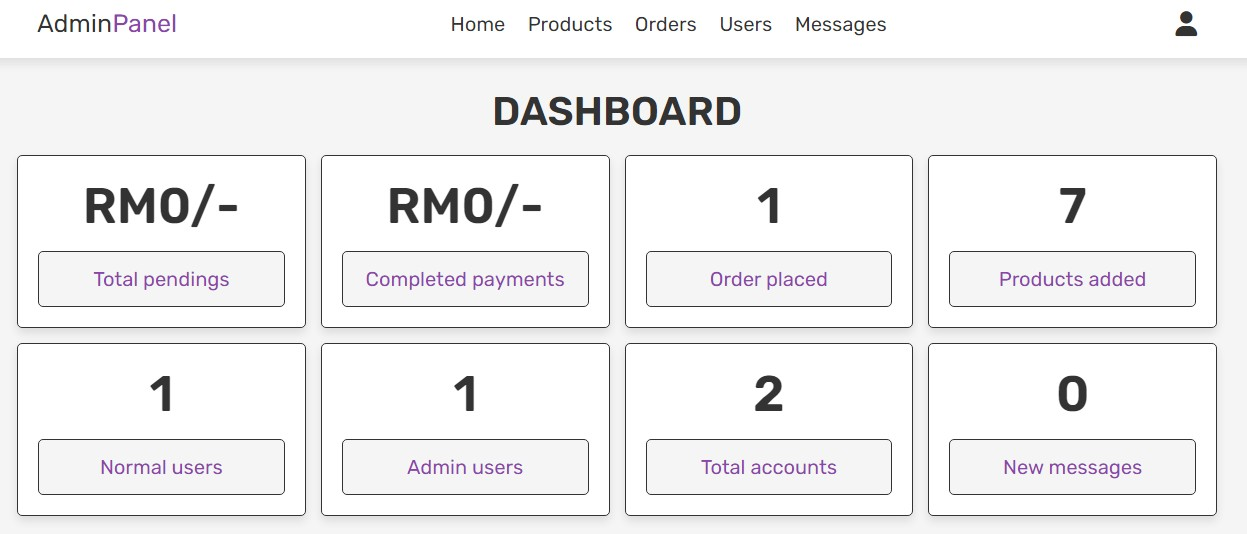 AdminPanel Home Products Orders Users Messages
DASHBOARD
RM0/- RM0/- 1 7
Total pendings Completed payments Order placed Products added
1 1 2 0
Normal users Admin users Total accounts New messages